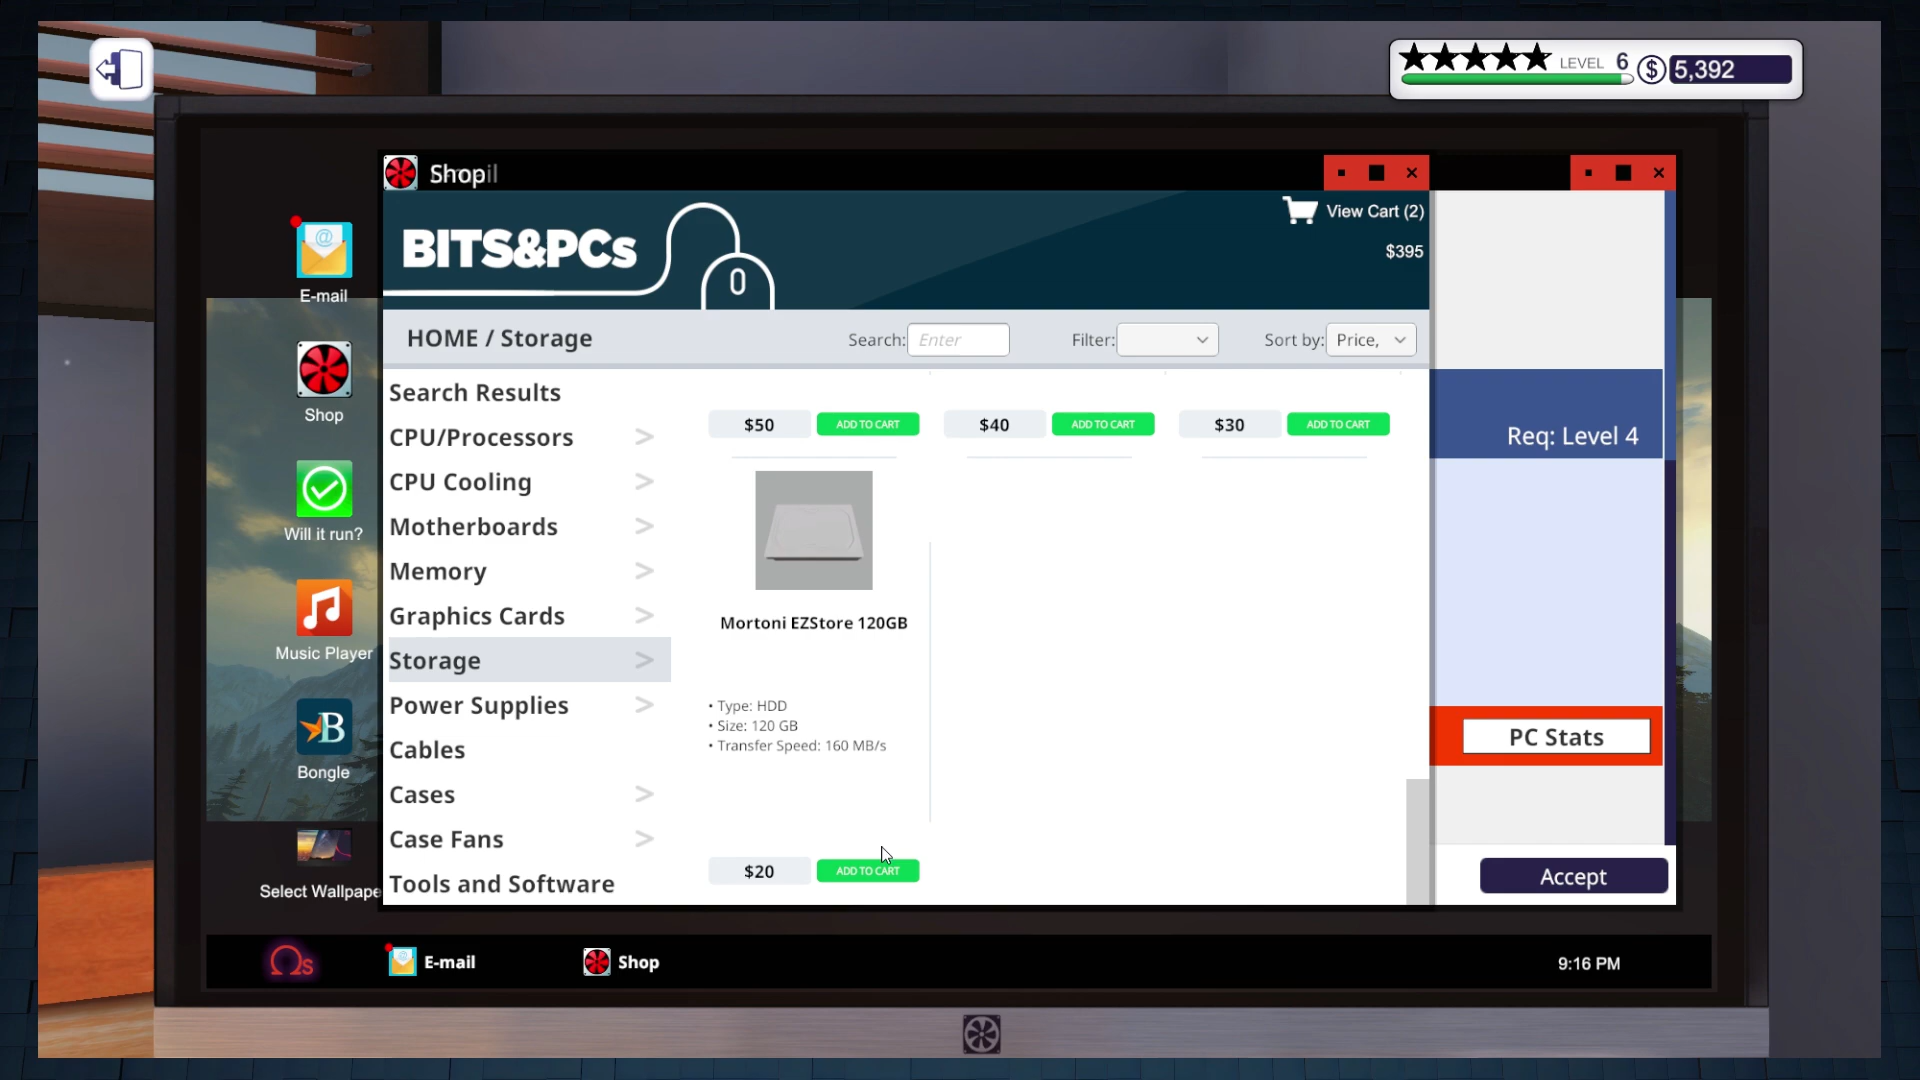 LEVEL 6 $ 5,392
Shop
BITS&PCs
View Cart (2)
$395
HOME / Storage
Search: Enter
Filter:
Sort by: Price,
Search Results
CPU/Processors >
CPU Cooling >
Motherboards >
Memory >
Graphics Cards >
Storage >
Power Supplies >
Cables
Cases >
Case Fans >
Tools and Software
$50 ADD TO CART
$40 ADD TO CART
$30 ADD TO CART
Mortoni EZStore 120GB
• Type: HDD
• Size: 120 GB
• Transfer Speed: 160 MB/s
$20 ADD TO CART
Req: Level 4
PC Stats
Accept
E-mail
Shop
Will it run?
Music Player
B
Bongle
Select Wallpape
Ωs
E-mail
Shop
9:16 PM